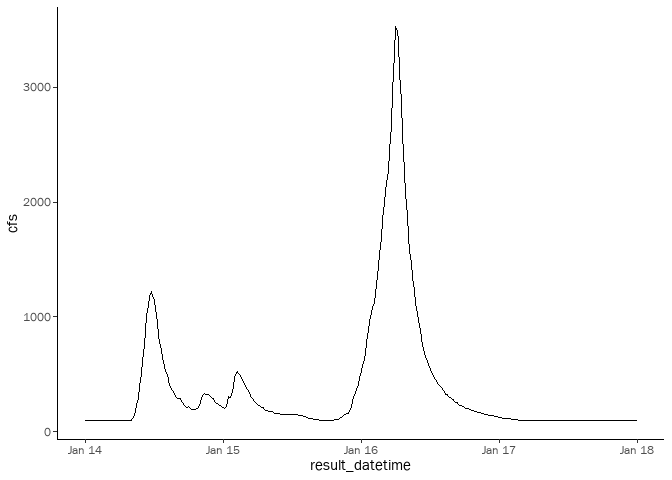 3000
2000
1000
0
cfs
Jan 14
Jan 15
Jan 16
Jan 17
Jan 18
result_datetime